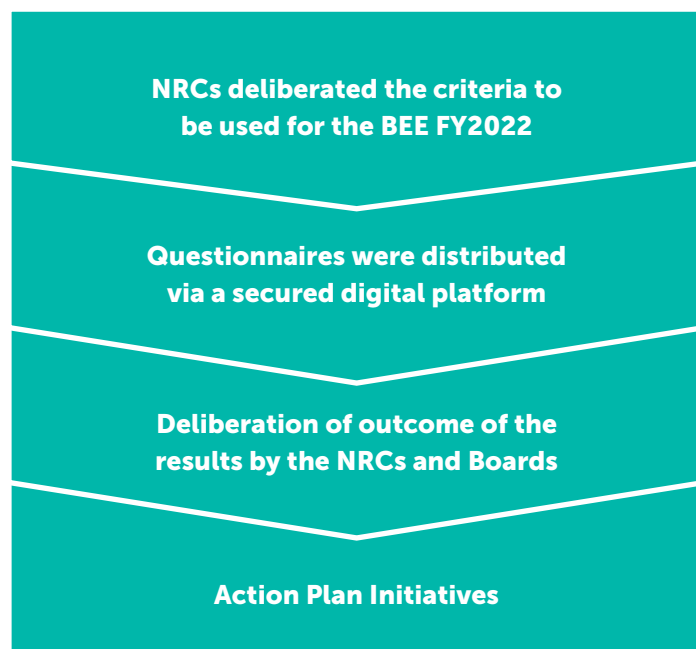 NRCs deliberated the criteria to
be used for the BEE FY2022
Questionnaires were distributed
via a secured digital platform
Deliberation of outcome of the
results by the NRCs and Boards
Action Plan Initiatives